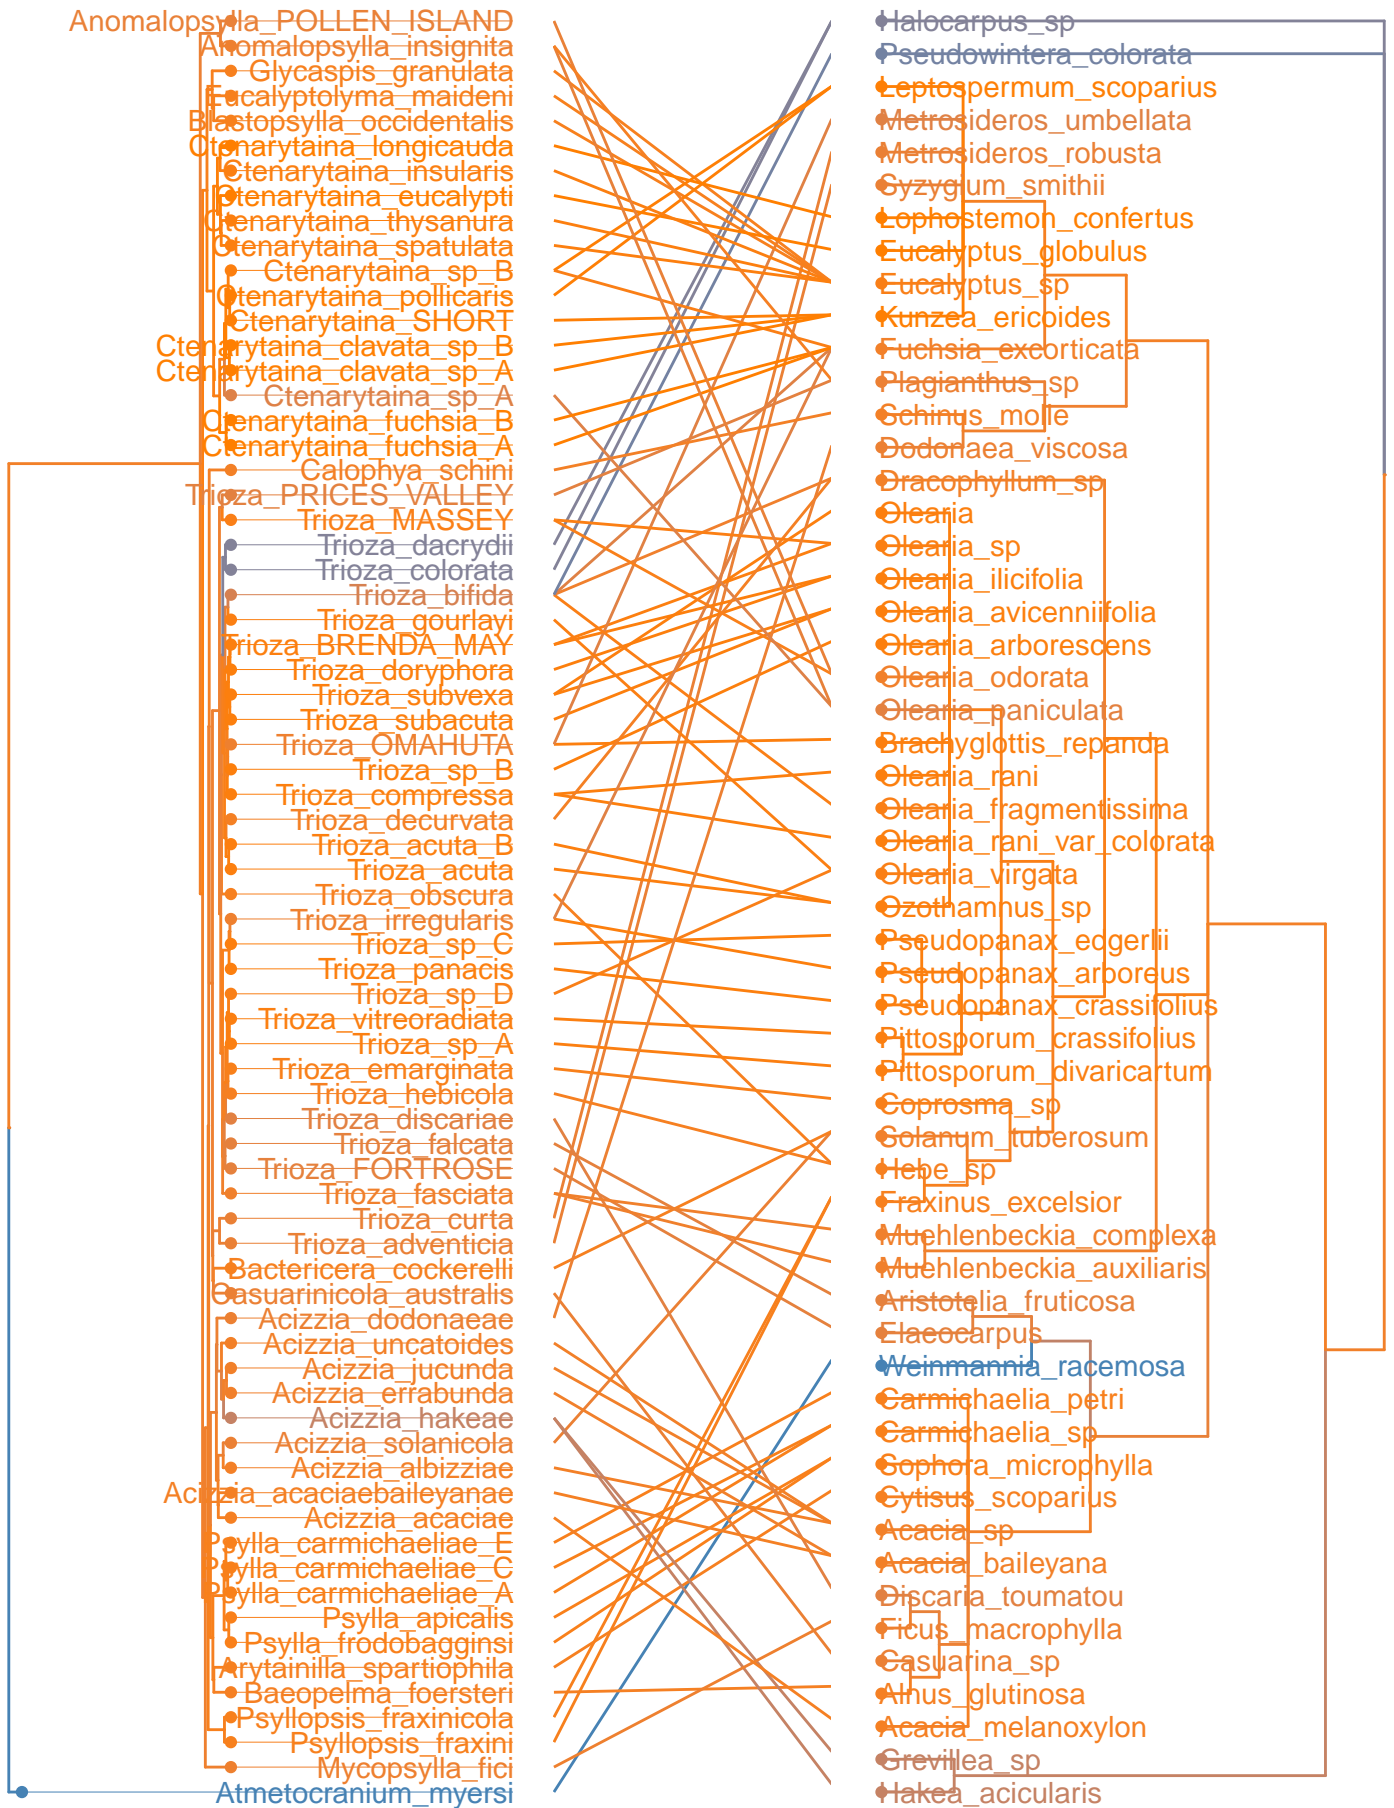 Anomalopsylla_POLLEN_ISLAND
Anomalopsylla_insignita
Glycaspis_granulata
Eucalyptolyma_maideni
Blastopsylla_occidentalis
Ctenarytaina_longicauda
Ctenarytaina_insularis
Ctenarytaina_eucalypti
Ctenarytaina_thysanura
Ctenarytaina_spatulata
Ctenarytaina_sp_B
Ctenarytaina_pollicaris
Ctenarytaina_SHORT
Ctenarytaina_clavata_sp_B
Ctenarytaina_clavata_sp_A
Ctenarytaina_sp_A
Ctenarytaina_fuchsia_B
Ctenarytaina_fuchsia_A
Calophya_schini
Trioza_PRICES_VALLEY
Trioza_MASSEY
Trioza_dacrydii
Trioza_colorata
Trioza_bifida
Trioza_gourlayi
Trioza_BRENDA_MAY
Trioza_doryphora
Trioza_subvexa
Trioza_subacuta
Trioza_OMAHUTA
Trioza_sp_B
Trioza_compressa
Trioza_decurvata
Trioza_acuta_B
Trioza_acuta
Trioza_obscura
Trioza_irregularis
Trioza_sp_C
Trioza_panacis
Trioza_sp_D
Trioza_vitreoradiata
Trioza_sp_A
Trioza_emarginata
Trioza_hebicola
Trioza_discariae
Trioza_falcata
Trioza_FORTROSE
Trioza_fasciata
Trioza_curta
Trioza_adventicia
Bactericera_cockerelli
Casuarinicola_australis
Acizzia_dodonaeae
Acizzia_uncatoides
Acizzia_jucunda
Acizzia_errabunda
Acizzia_hakeae
Acizzia_solanicola
Acizzia_albizziae
Acizzia_acaciaebaileyanae
Acizzia_acaciae
Psylla_carmichaeliae_E
Psylla_carmichaeliae_C
Psylla_carmichaeliae_A
Psylla_apicalis
Psylla_frodobagginsi
Arytainilla_spartiophila
Baeopelma_foersteri
Psyllopsis_fraxinicola
Psyllopsis_fraxini
Mycopsylla_fici
Atmetocranium_myersi
Halocarpus_sp
Pseudowintera_colorata
Leptospermum_scoparius
Metrosideros_umbellata
Metrosideros_robusta
Syzygium_smithii
Lophostemon_confertus
Eucalyptus_globulus
Eucalyptus_sp
Kunzea_ericoides
Fuchsia_excorticata
Plagianthus_sp
Schinus_molle
Dodonaea_viscosa
Dracophyllum_sp
Olearia
Olearia_sp
Olearia_ilicifolia
Olearia_avicenniifolia
Olearia_arborescens
Olearia_odorata
Olearia_paniculata
Brachyglottis_repanda
Olearia_rani
Olearia_fragmentissima
Olearia_rani_var_colorata
Olearia_virgata
Ozothamnus_sp
Pseudopanax_edgerlii
Pseudopanax_arboreus
Pseudopanax_crassifolius
Pittosporum_crassifolius
Pittosporum_divaricartum
Coprosma_sp
Solanum_tuberosum
Hebe_sp
Fraxinus_excelsior
Muehlenbeckia_complexa
Muehlenbeckia_auxiliaris
Aristotelia_fruticosa
Elaeocarpus
Weinmannia_racemosa
Carmichaelia_petri
Carmichaelia_sp
Sophora_microphylla
Cytisus_scoparius
Acacia_sp
Acacia_baileyana
Discaria_toumatou
Ficus_macrophylla
Casuarina_sp
Alnus_glutinosa
Acacia_melanoxylon
Grevillea_sp
Hakea_acicularis